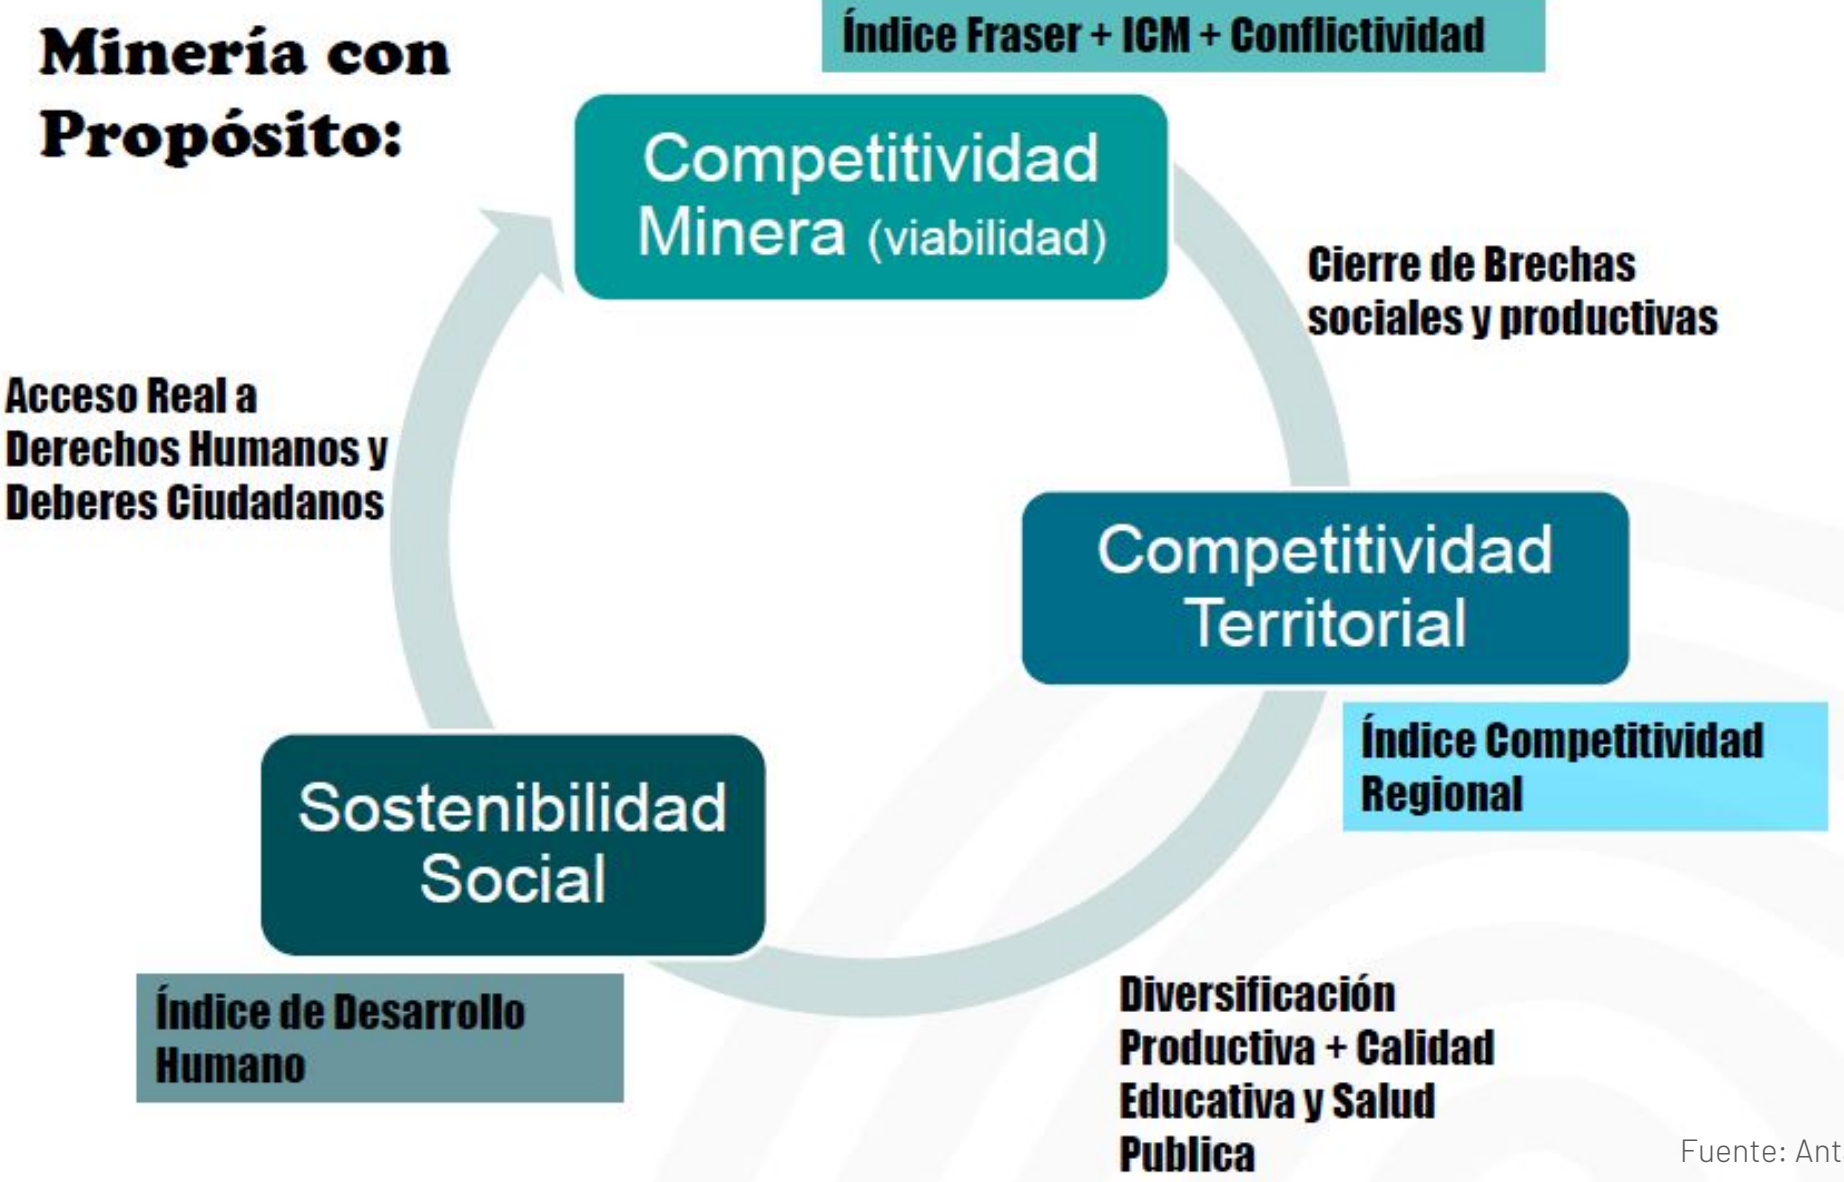 Minería con
Propósito:
Índice Fraser + ICM + Conflictividad
Competitividad
Minera (viabilidad)
Cierre de Brechas
sociales y productivas
Acceso Real a
Derechos Humanos y
Deberes Ciudadanos
Competitividad
Territorial
Índice Competitividad
Regional
Sostenibilidad
Social
Índice de Desarrollo
Humano
Diversificación
Productiva + Calidad
Educativa y Salud
Publica
Fuente: Ant